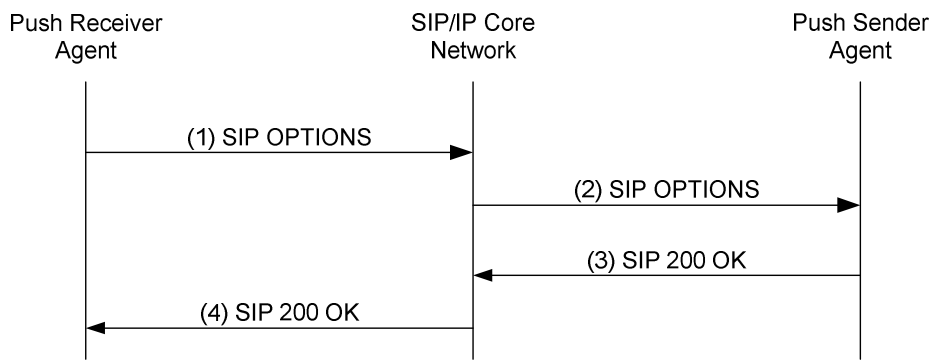 Push Receiver
Agent
SIP/IP Core
Network
Push Sender
Agent
(1) SIP OPTIONS
(2) SIP OPTIONS
(3) SIP 200 OK
(4) SIP 200 OK